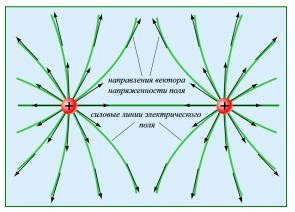 направления вектора
напряженности поля
+
+
силовые линии электрического
поля